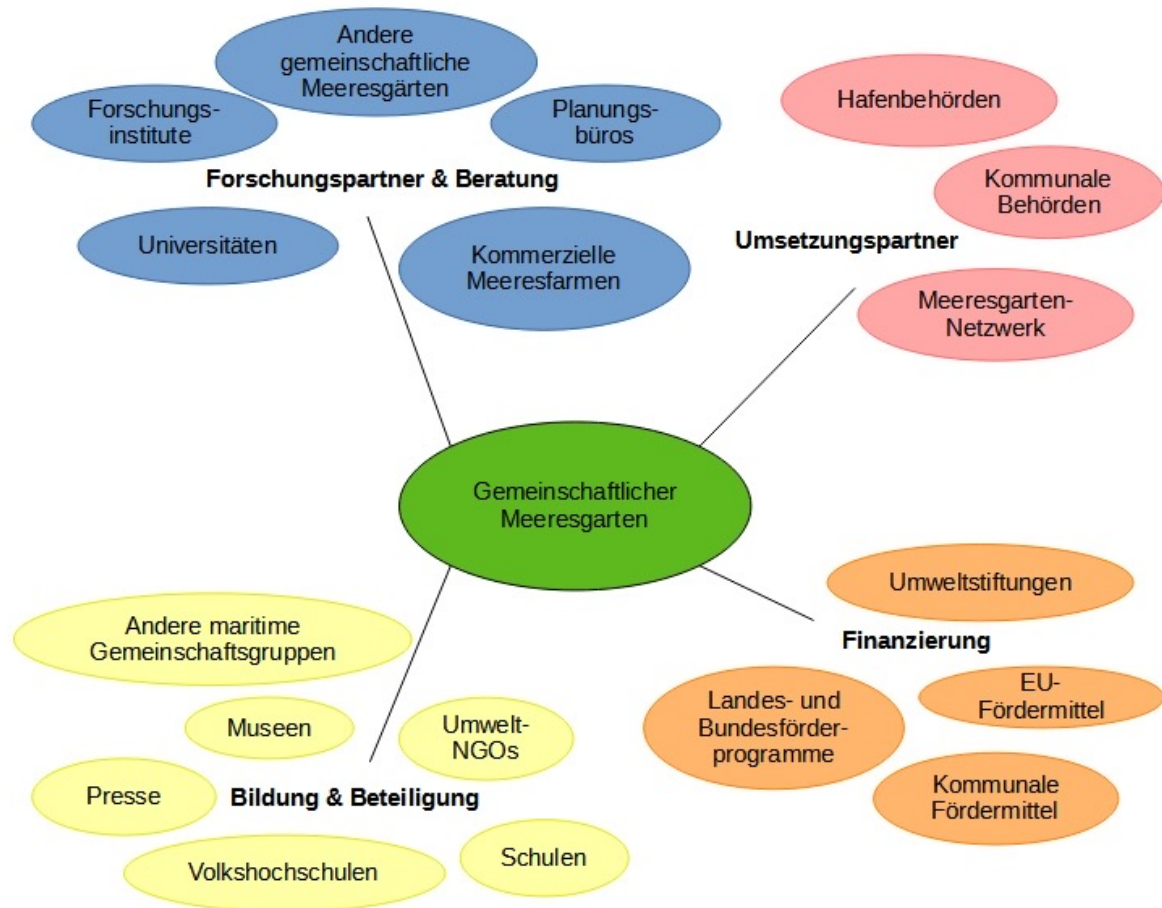 Andere
gemeinschaftliche
Meeresgärten
Forschungs-
institute
Planungs-
büros
Forschungspartner & Beratung
Universitäten
Kommerzielle
Meeresfarmen
Hafenbehörden
Kommunale
Behörden
Umsetzungspartner
Meeresgarten-
Netzwerk
Gemeinschaftlicher
Meeresgarten
Andere maritime
Gemeinschaftsgruppen
Museen
Umwelt-
NGOs
Presse
Bildung & Beteiligung
Volkshochschulen
Schulen
Umweltstiftungen
Finanzierung
Landes- und
Bundesförder-
programme
EU-
Fördermittel
Kommunale
Fördermittel